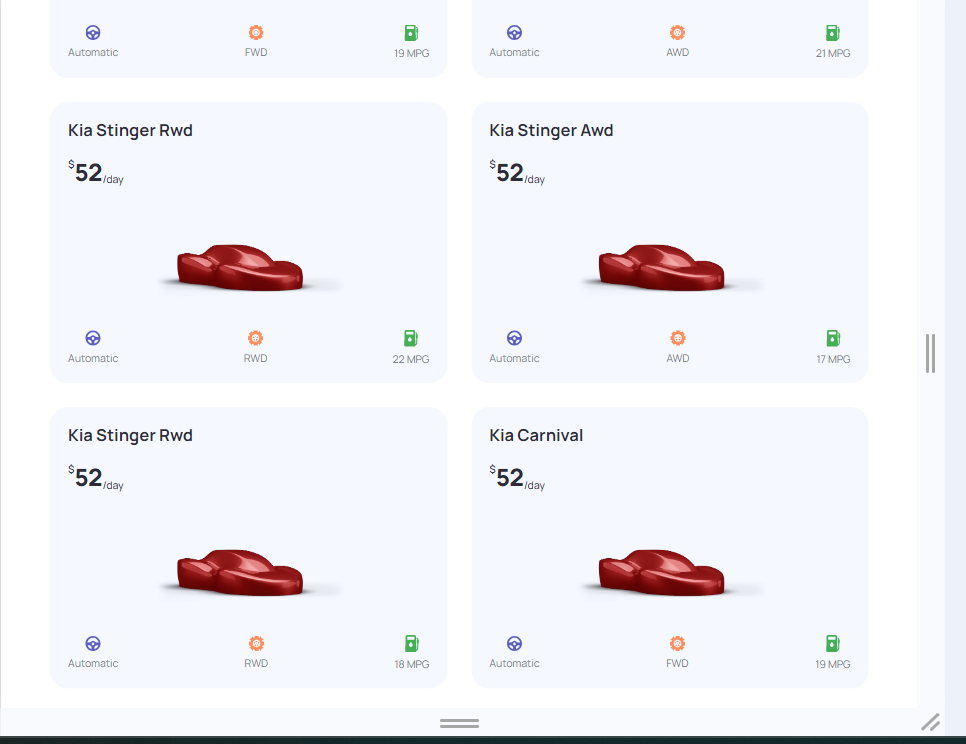 Automatic FWD 19 MPG
Automatic AWD 21 MPG
Kia Stinger Rwd
$52/day
Automatic RWD 22 MPG
Kia Stinger Awd
$52/day
Automatic AWD 17 MPG
Kia Stinger Rwd
$52/day
Automatic RWD 18 MPG
Kia Carnival
$52/day
Automatic FWD 19 MPG